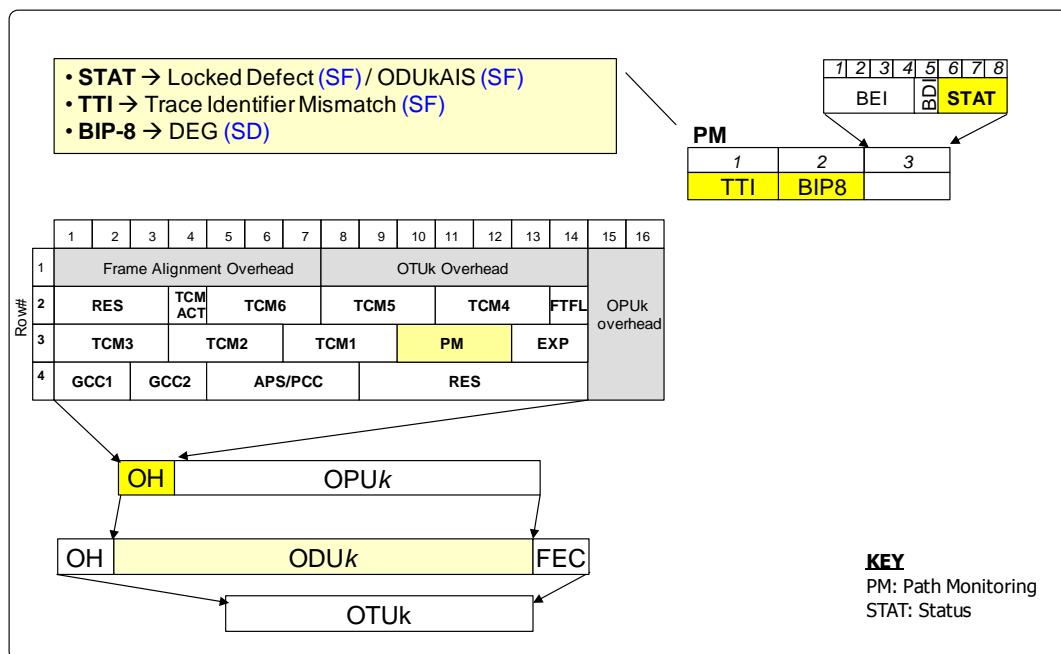 • STAT → Locked Defect (SF) / ODUkAIS (SF)
• TTI → Trace Identifier Mismatch (SF)
• BIP-8 → DEG (SD)
1 2 3 4 5 6 7 8
BEI BDI STAT
PM
1 2 3
TTI BIP8
1 2 3 4 5 6 7 8 9 10 11 12 13 14 15 16
Row#
1 Frame Alignment Overhead OTUk Overhead
2 RES TCM ACT TCM6 TCM5 TCM4 FTFL
OPUk overhead
3 TCM3 TCM2 TCM1 PM EXP
4 GCC1 GCC2 APS/PCC RES
OH OPUk
OH ODUk FEC
OTUk
KEY
PM: Path Monitoring
STAT: Status